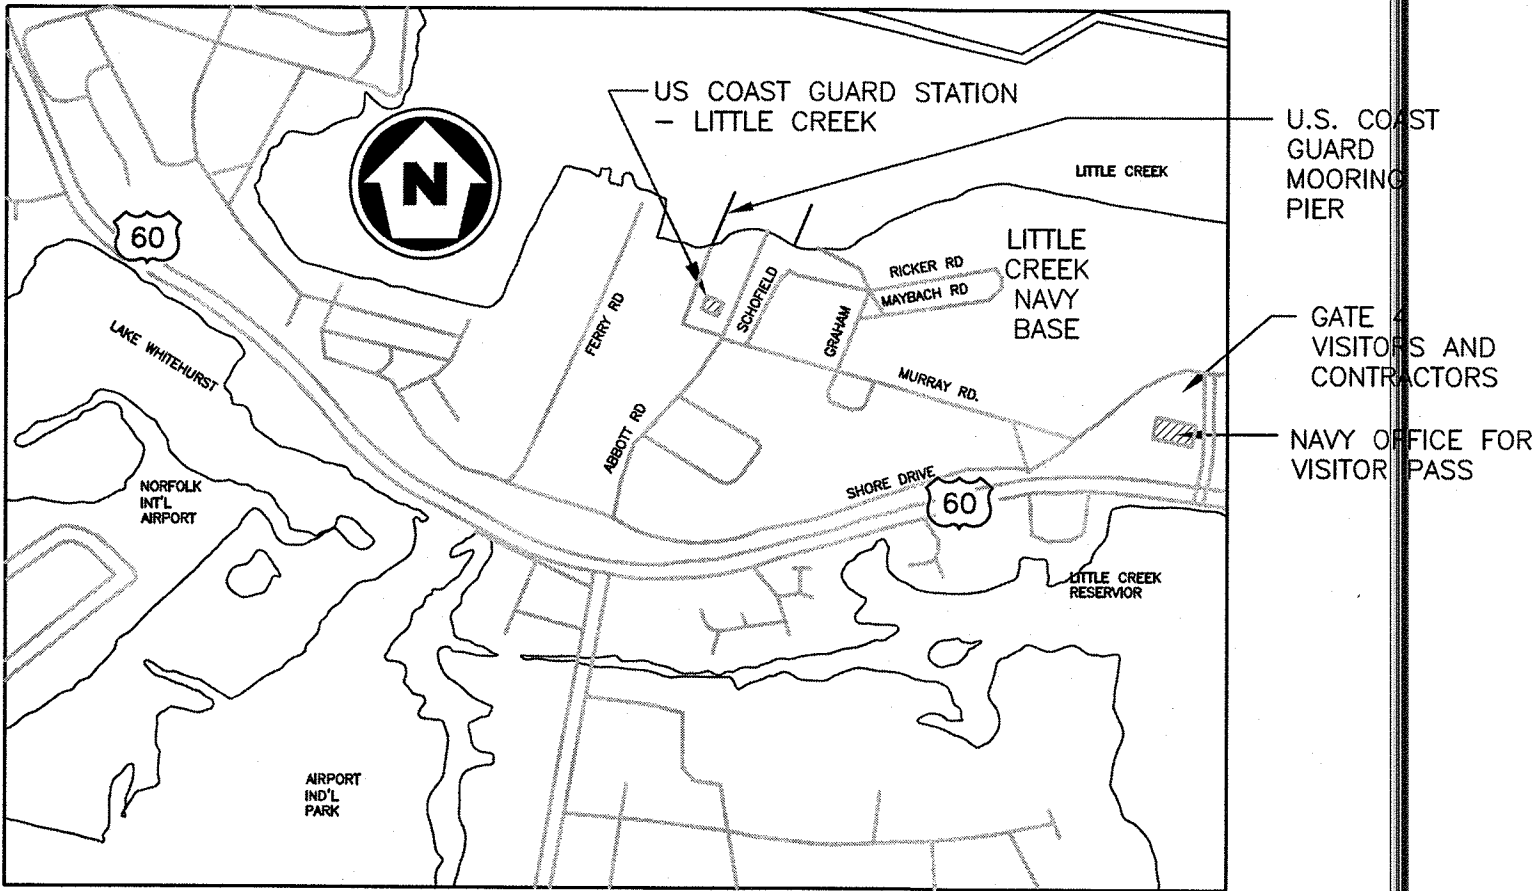 US COAST GUARD STATION
- LITTLE CREEK
U.S. COAST
GUARD
MOORING
PIER
LITTLE CREEK
N
60
LITTLE
CREEK
NAVY
BASE
RICKER RD
MAYBACH RD
SCHOFIELD
FERRY RD
GRAHAM
GATE 4
VISITORS AND
CONTRACTORS
LAKE WHITEHURST
MURRAY RD.
ABBOTT RD
NAVY OFFICE FOR
VISITOR PASS
SHORE DRIVE
60
NORFOLK
INT'L
AIRPORT
LITTLE CREEK
RESERVIOR
AIRPORT
IND'L
PARK